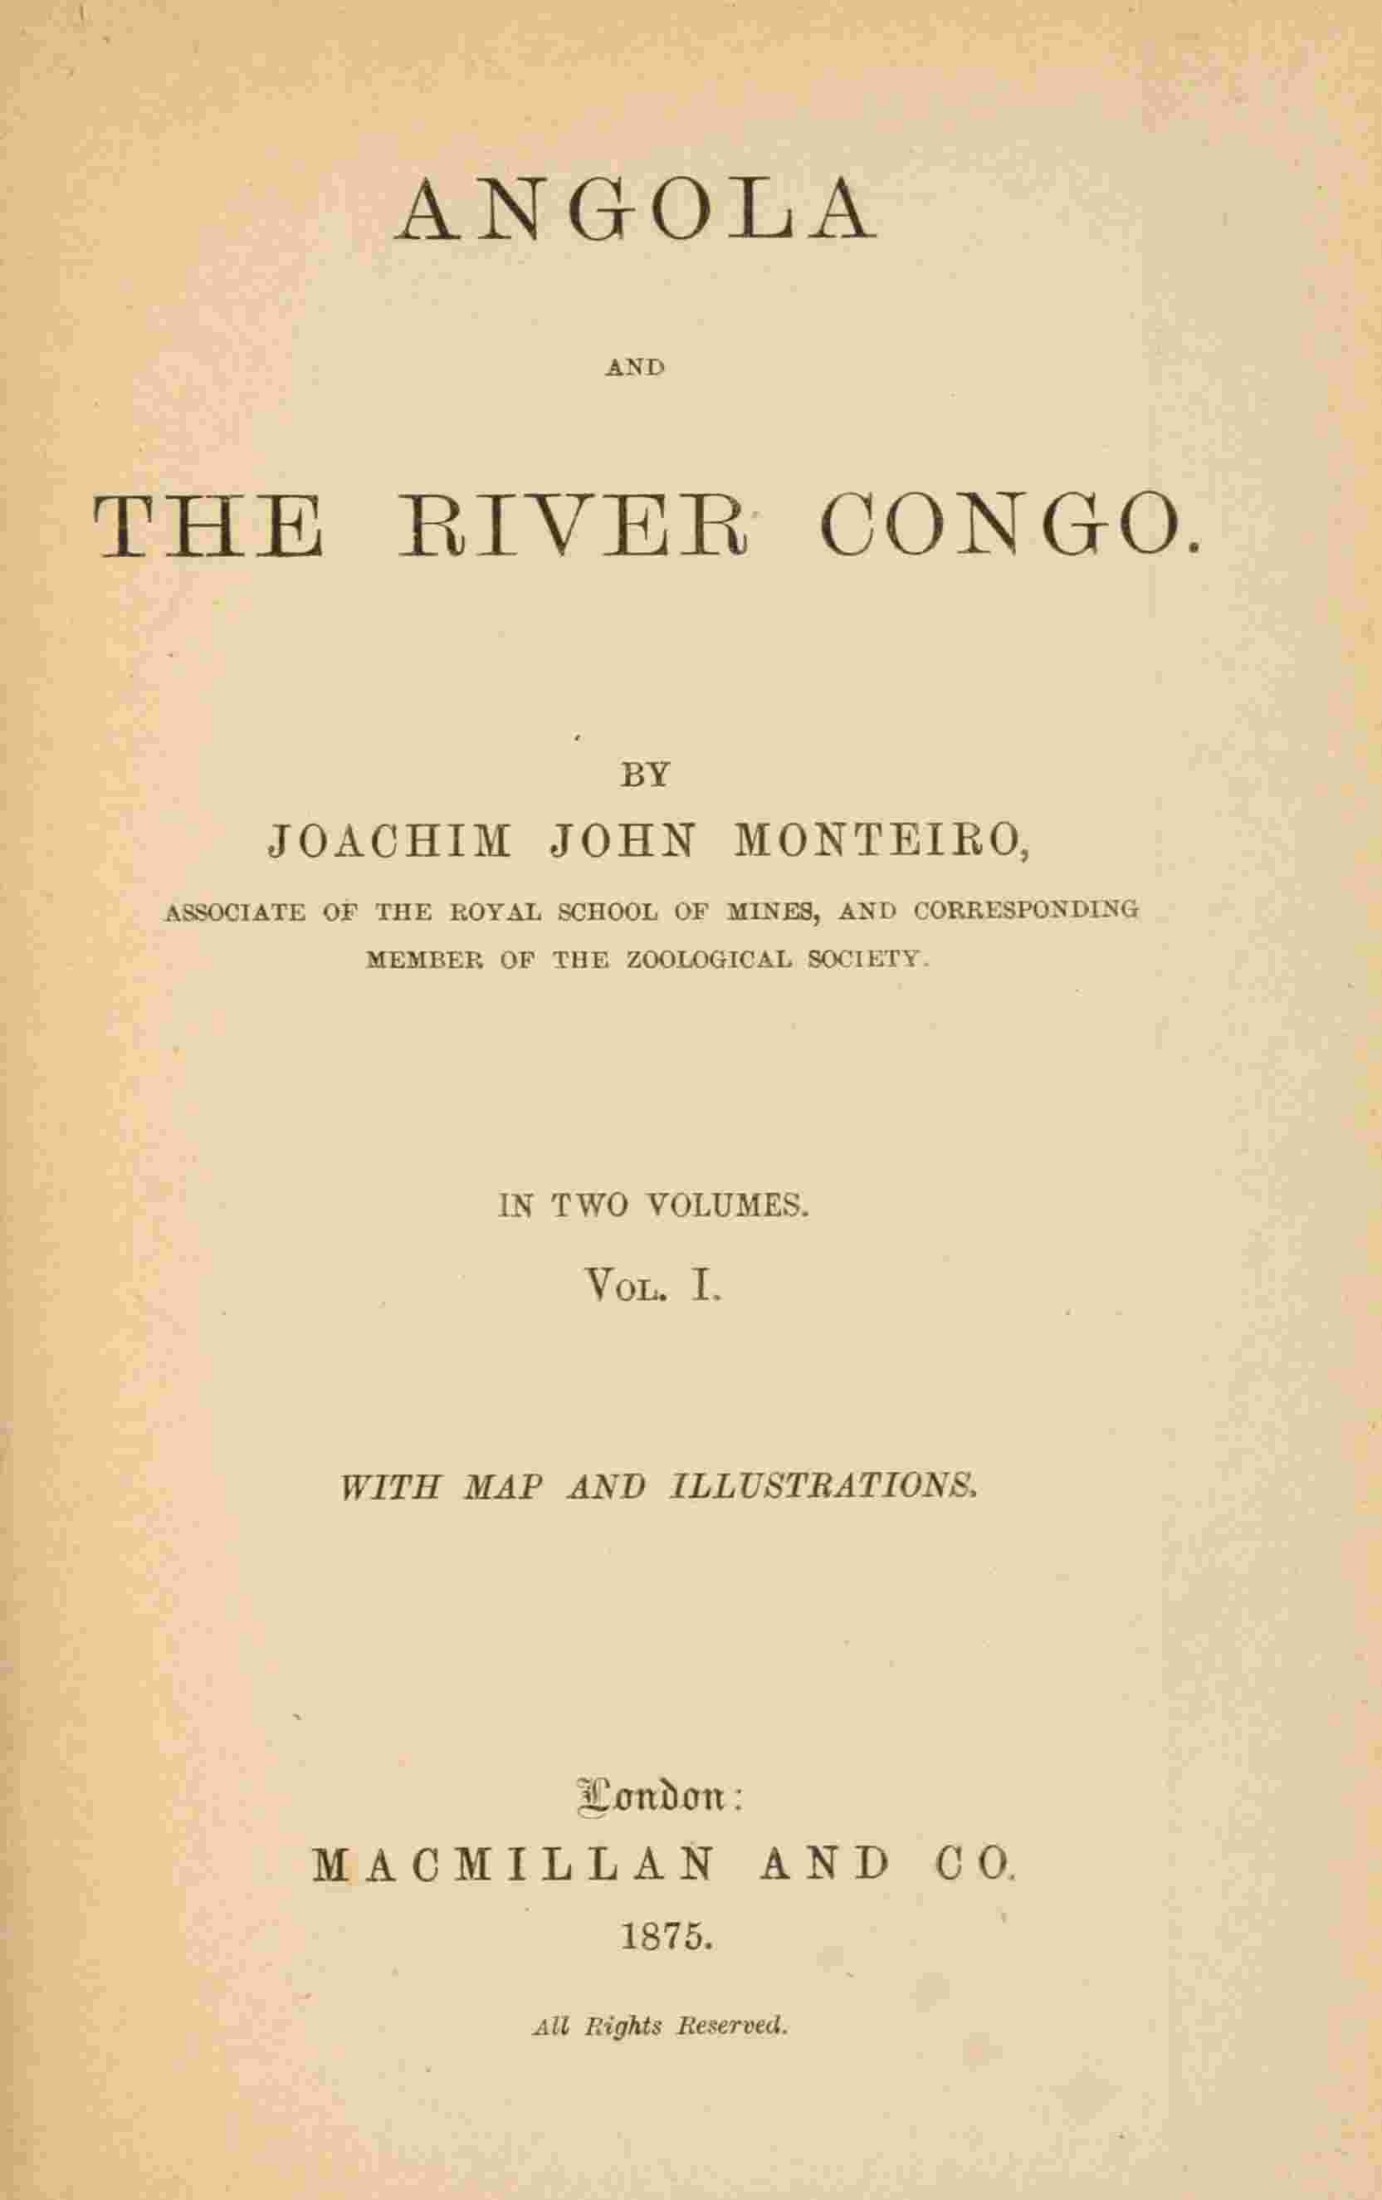 ANGOLA
AND
THE RIVER CONGO.
BY
JOACHIM JOHN MONTEIRO,
ASSOCIATE OF THE ROYAL SCHOOL OF MINES, AND CORRESPONDING
MEMBER OF THE ZOOLOGICAL SOCIETY.
IN TWO VOLUMES.
VOL. I.
WITH MAP AND ILLUSTRATIONS.
London:
MACMILLAN AND CO.
1875.
All Rights Reserved.